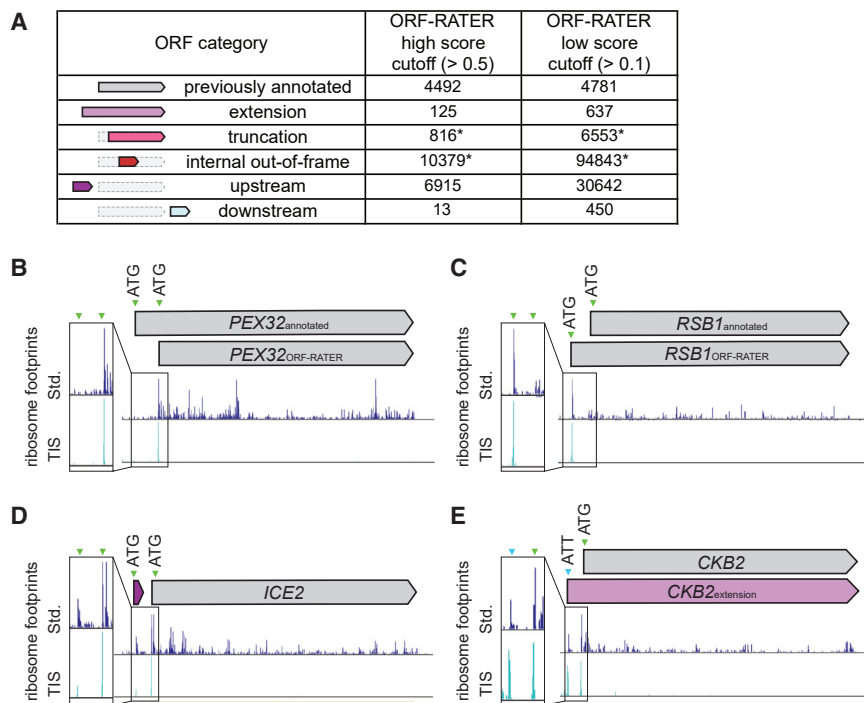 A
ORF category
ORF-RATER
high score
cutoff (> 0.5)
ORF-RATER
low score
cutoff (> 0.1)
previously annotated 4492 4781
extension 125 637
truncation 816* 6553*
internal out-of-frame 10379* 94843*
upstream 6915 30642
downstream 13 450
B
ATG
ATG
PEX32annotated
PEX32ORF-RATER
ribosome footprints
Std.
TIS
C
ATG
ATG
RSB1annotated
RSB1ORF-RATER
ribosome footprints
Std.
TIS
D
ATG
ATG
ICE2
ribosome footprints
Std.
TIS
E
ATT
ATG
CKB2
CKB2extension
ribosome footprints
Std.
TIS